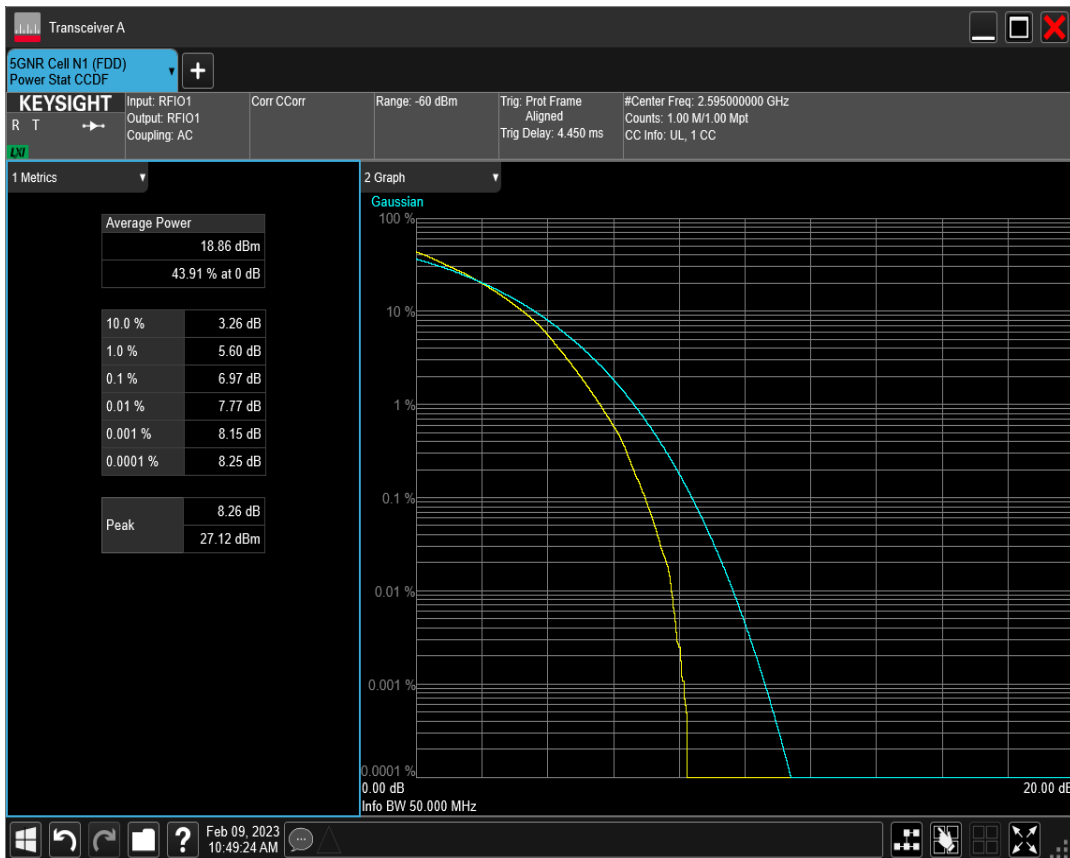 Transceiver A
5GNR Cell N1 (FDD)
Power Stat CCDF
KEYSIGHT
R T
LXI
Input: RFIO1
Output: RFIO1
Coupling: AC
Corr CCorr
Range: -60 dBm
Trig: Prot Frame
Aligned
Trig Delay: 4.450 ms
#Center Freq: 2.595000000 GHz
Counts: 1.00 M/1.00 Mpt
CC Info: UL, 1 CC
1 Metrics
Average Power
18.86 dBm
43.91 % at 0 dB
10.0 % 3.26 dB
1.0 % 5.60 dB
0.1 % 6.97 dB
0.01 % 7.77 dB
0.001 % 8.15 dB
0.0001 % 8.25 dB
Peak
8.26 dB
27.12 dBm
2 Graph
Gaussian
100 %
10 %
1 %
0.1 %
0.01 %
0.001 %
0.0001 %
0.00 dB
20.00 dB
Info BW 50.000 MHz
Feb 09, 2023
10:49:24 AM